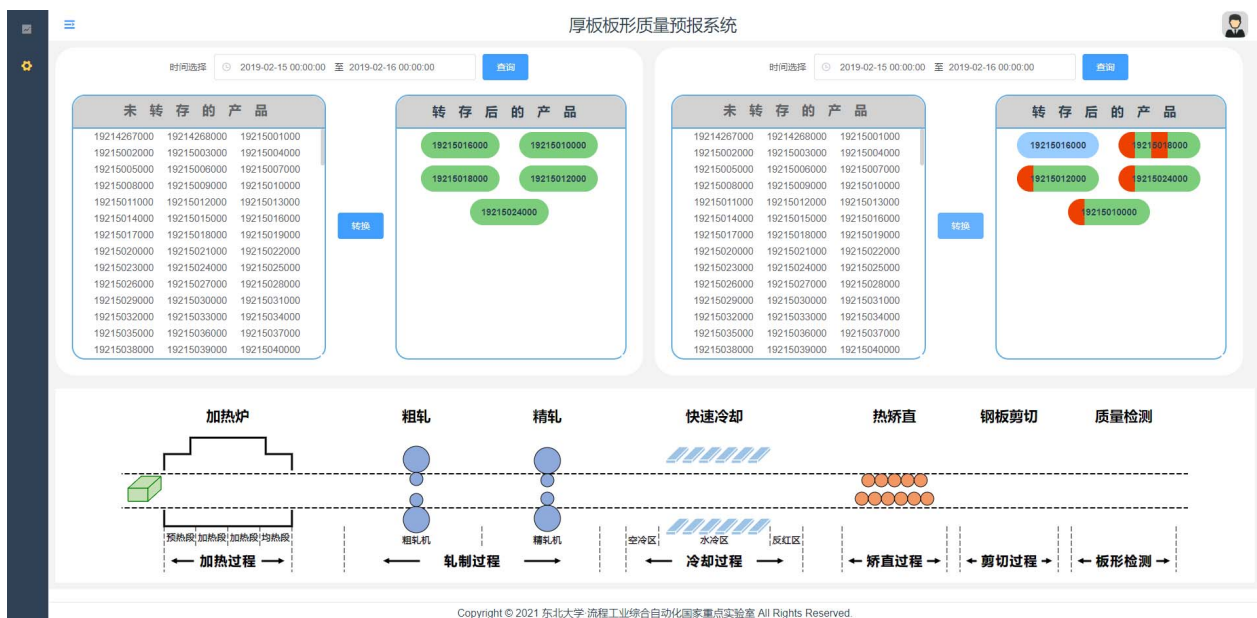 厚板板形质量预报系统
时间选择 2019-02-15 00:00:00 至 2019-02-16 00:00:00 查询
未转存的产品
19214267000 19214268000 19215001000
19215002000 19215003000 19215004000
19215005000 19215006000 19215007000
19215008000 19215009000 19215010000
19215011000 19215012000 19215013000
19215014000 19215015000 19215016000
19215017000 19215018000 19215019000
19215020000 19215021000 19215022000
19215023000 19215024000 19215025000
19215026000 19215027000 19215028000
19215029000 19215030000 19215031000
19215032000 19215033000 19215034000
19215035000 19215036000 19215037000
19215038000 19215039000 19215040000
转换
转存后的产品
19215016000 19215010000
19215018000 19215012000
19215024000
时间选择 2019-02-15 00:00:00 至 2019-02-16 00:00:00 查询
未转存的产品
19214267000 19214268000 19215001000
19215002000 19215003000 19215004000
19215005000 19215006000 19215007000
19215008000 19215009000 19215010000
19215011000 19215012000 19215013000
19215014000 19215015000 19215016000
19215017000 19215018000 19215019000
19215020000 19215021000 19215022000
19215023000 19215024000 19215025000
19215026000 19215027000 19215028000
19215029000 19215030000 19215031000
19215032000 19215033000 19215034000
19215035000 19215036000 19215037000
19215038000 19215039000 19215040000
转换
转存后的产品
19215016000 19215018000
19215012000 19215024000
19215010000
加热炉 粗轧 精轧 快速冷却 热矫直 钢板剪切 质量检测
预热段 加热段 加热段 均热段 粗轧机 精轧机 空冷区 水冷区 反红区
加热过程 轧制过程 冷却过程 矫直过程 剪切过程 板形检测
Copyright © 2021 东北大学·流程工业综合自动化国家重点实验室 All Rights Reserved.